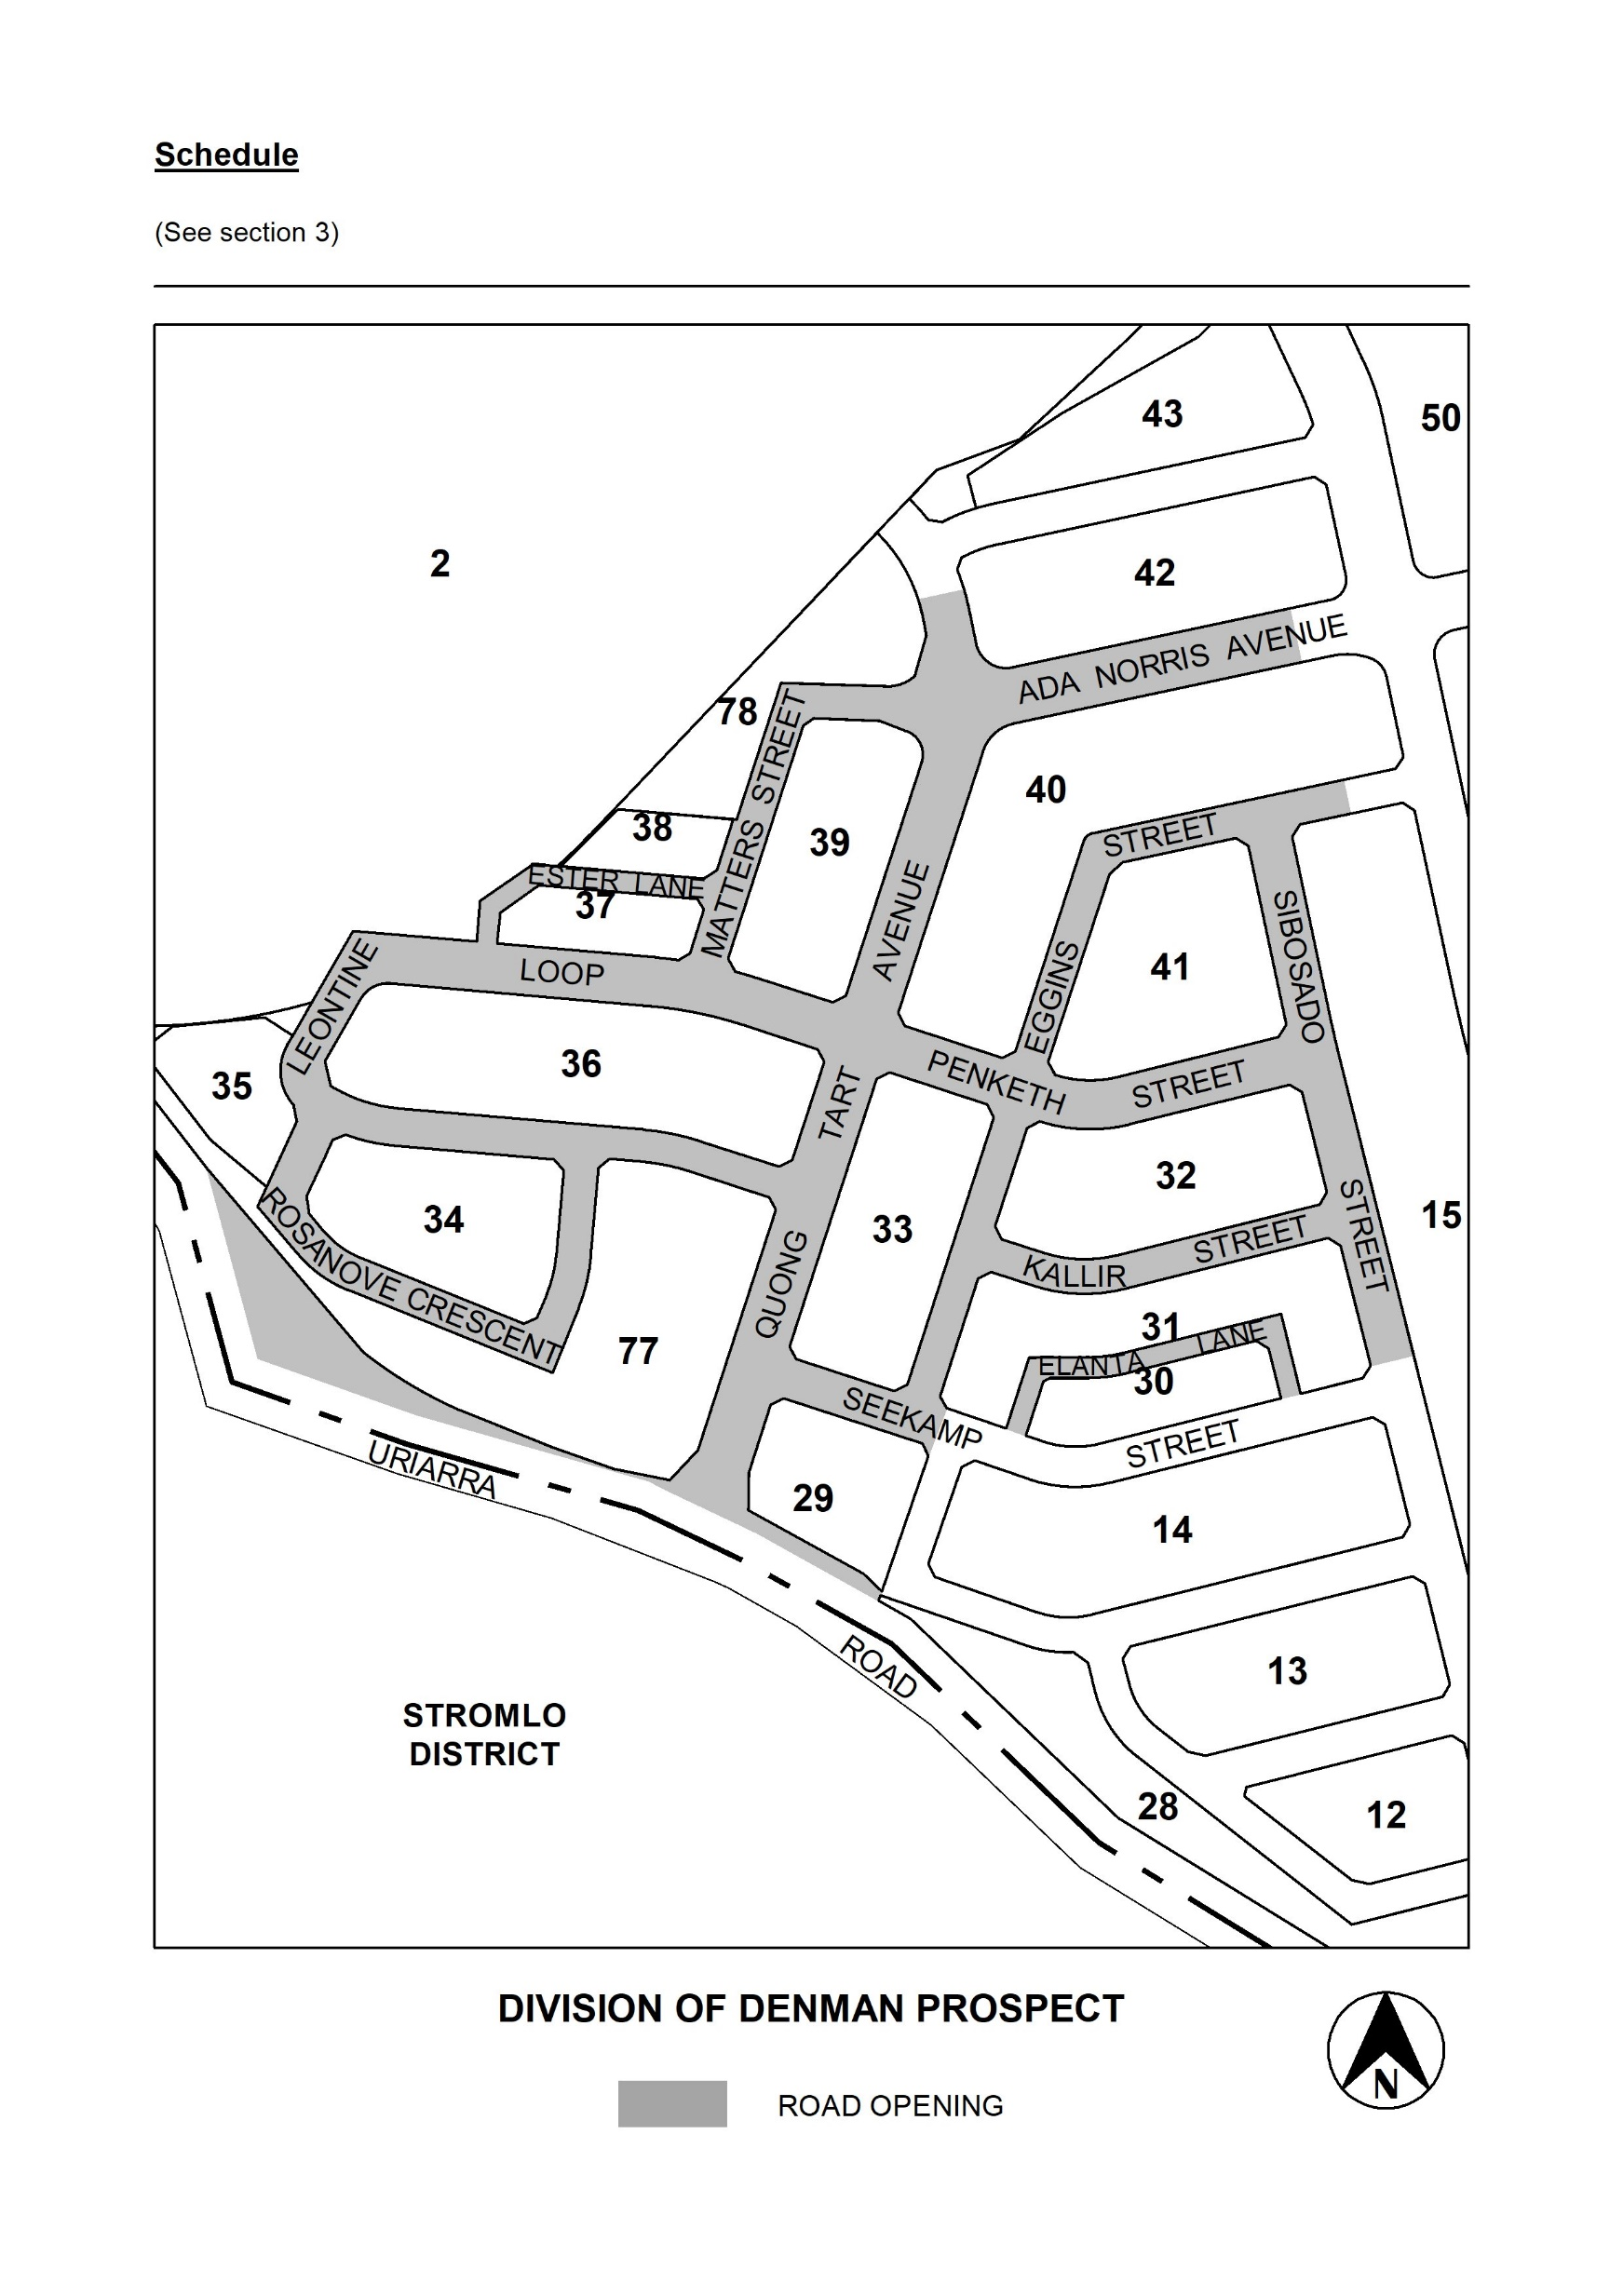 Schedule
(See section 3)
43
50
2
42
ADA NORRIS AVENUE
78
MATTERS STREET
40
38
39
STREET
ESTER LANE
37
AVENUE
SIBOSADO
EGGINS
41
LEONTINE
LOOP
36
35
PENKETH
STREET
TART
32
STREET
34
33
15
ROSANOVE CRESCENT
QUONG
KALLIR
STREET
31
ELANTA
LANE
77
30
SEEKAMP
STREET
URIARRA
29
14
ROAD
13
STROMLO
DISTRICT
28
12
DIVISION OF DENMAN PROSPECT
N
ROAD OPENING